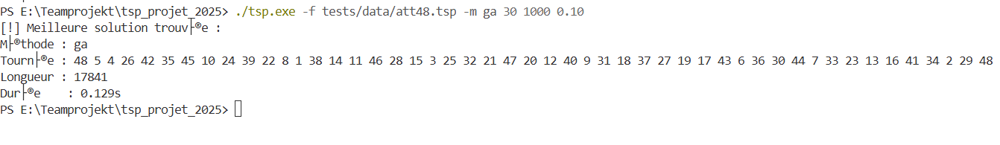 PS E:\Teamprojekt\tsp_projet_2025> ./tsp.exe -f tests/data/att48.tsp -m ga 30 1000 0.10
[!] Meilleure solution trouv├®e :
M├®thode : ga
Tourn├®e : 48 5 4 26 42 35 45 10 24 39 22 8 1 38 14 11 46 28 15 3 25 32 21 47 20 12 40 9 31 18 37 27 19 17 43 6 36 30 44 7 33 23 13 16 41 34 2 29 48
Longueur : 17841
Dur├®e    : 0.129s
PS E:\Teamprojekt\tsp_projet_2025>